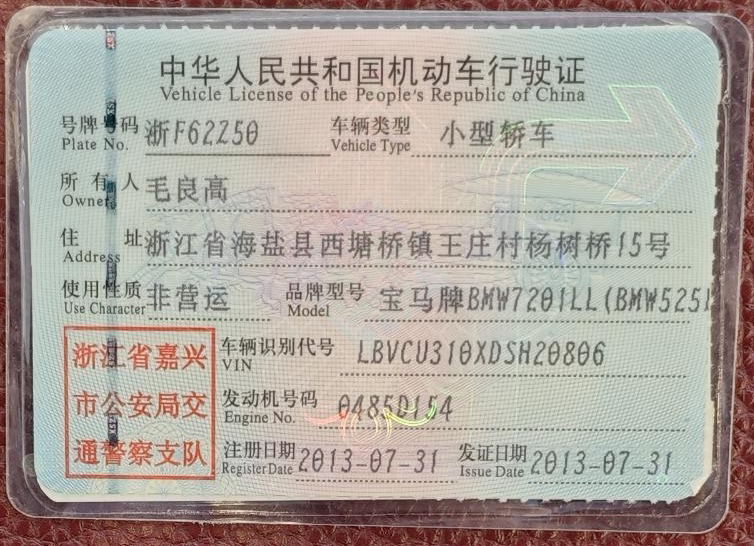 中华人民共和国机动车行驶证
Vehicle License of the People's Republic of China
号牌号码 浙F62Z50 车辆类型 小型轿车
Plate No. Vehicle Type
所有人 毛良高
Owner
住址 浙江省海盐县西塘桥镇王庄村杨树桥15号
Address
使用性质 非营运 品牌型号 宝马牌BMW7201LL(BMW525l
Use Character Model
浙江省嘉兴
市公安局交
通警察支队
车辆识别代号 LBVCU310XDSH20806
VIN
发动机号码 0485D154
Engine No.
注册日期 2013-07-31 发证日期 2013-07-31
Register Date Issue Date